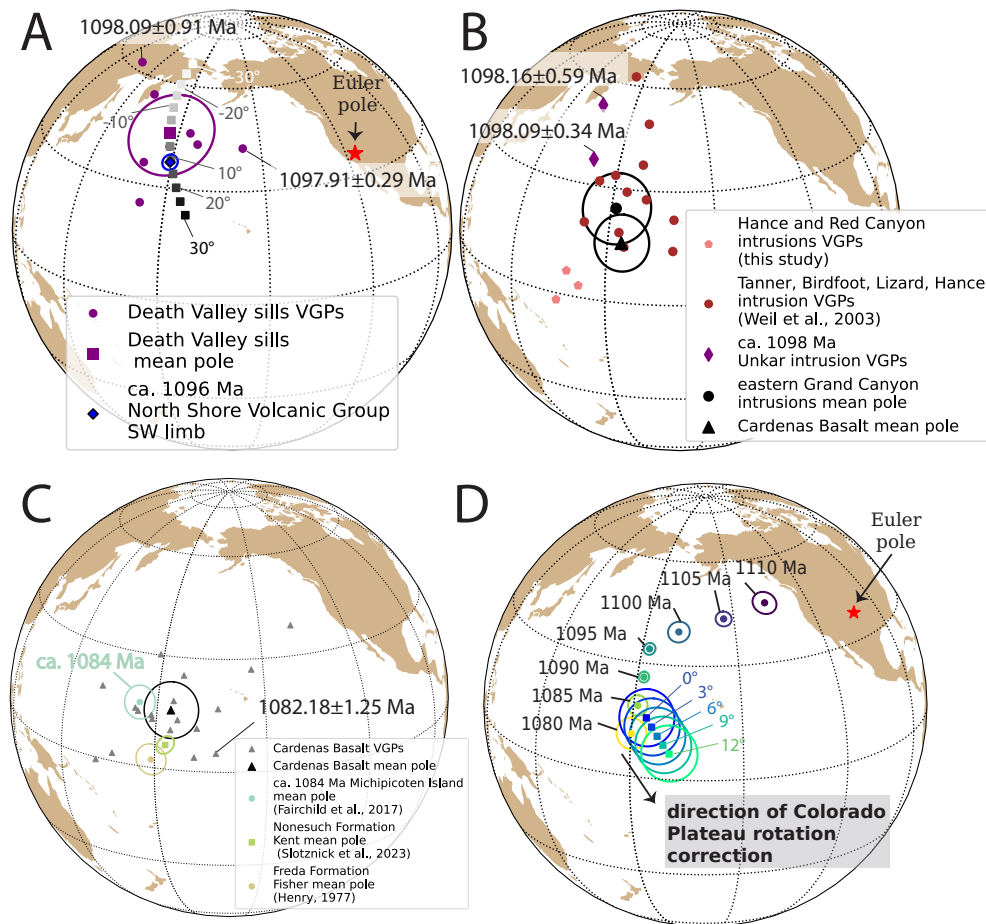 A
1098.09±0.91 Ma
30°
-20°
-10°
Euler
pole
10°
1097.91±0.29 Ma
20°
30°
Death Valley sills VGPs
Death Valley sills
mean pole
ca. 1096 Ma
North Shore Volcanic Group
SW limb
B
1098.16±0.59 Ma
1098.09±0.34 Ma
Hance and Red Canyon
intrusions VGPs
(this study)
Tanner, Birdfoot, Lizard, Hance
intrusion VGPs
(Weil et al., 2003)
ca. 1098 Ma
Unkar intrusion VGPs
eastern Grand Canyon
intrusions mean pole
Cardenas Basalt mean pole
C
ca. 1084 Ma
1082.18±1.25 Ma
Cardenas Basalt VGPs
Cardenas Basalt mean pole
ca. 1084 Ma Michipicoten Island
mean pole
(Fairchild et al., 2017)
Nonesuch Formation
Kent mean pole
(Slotznick et al., 2023)
Freda Formation
Fisher mean pole
(Henry, 1977)
D
Euler
pole
1110 Ma
1105 Ma
1100 Ma
1095 Ma
1090 Ma
1085 Ma
1080 Ma
0°
3°
6°
9°
12°
direction of Colorado
Plateau rotation
correction